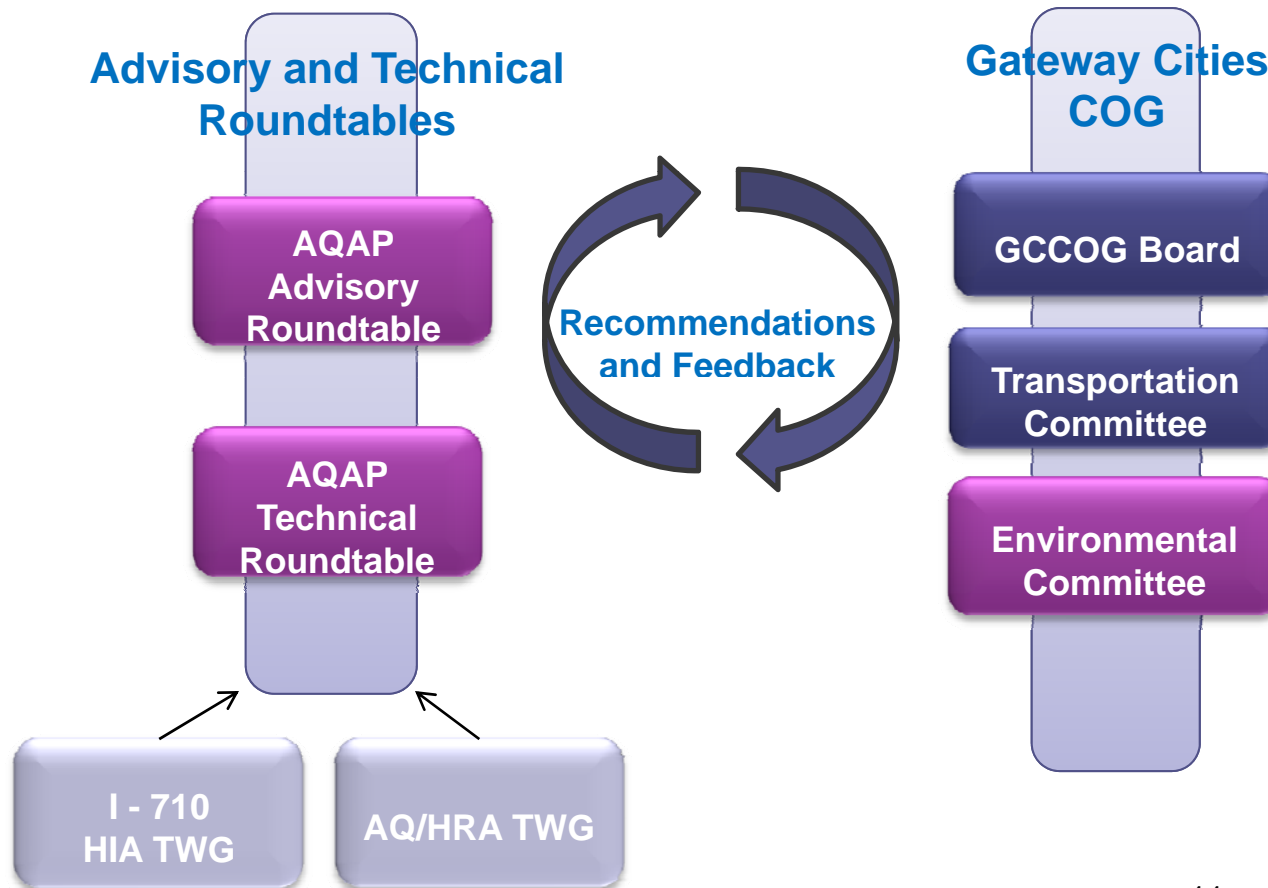 Advisory and Technical
Roundtables
AQAP
Advisory
Roundtable
AQAP
Technical
Roundtable
I - 710
HIA TWG
AQ/HRA TWG
Recommendations
and Feedback
Gateway Cities
COG
GCCOG Board
Transportation
Committee
Environmental
Committee